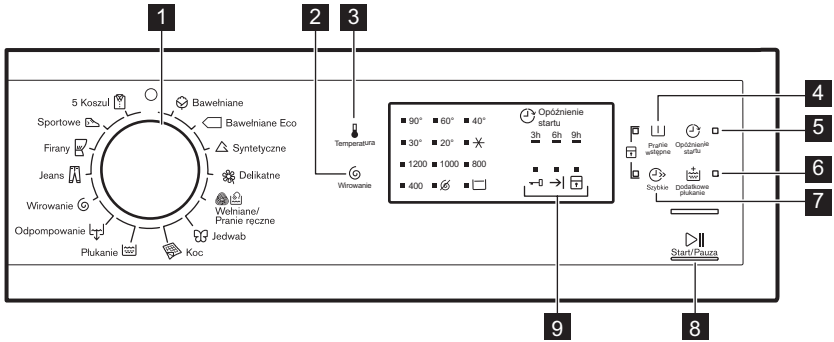 1
2
3
4
5
6
7
8
9
5 Koszul
Sportowe
Firany
Jeans
Wirowanie
Odpompowanie
Płukanie
Bawełniane
Bawełniane Eco
Syntetyczne
Delikatne
Wełniane/
Pranie ręczne
Jedwab
Koc
Temperatura
Wirowanie
90° 60° 40°
30° 20°
1200 1000 800
400
Opóźnienie
startu
3h 6h 9h
Pranie
wstępne
Opóźnienie
startu
Szybkie
Dodatkowe
płukanie
Start/Pauza